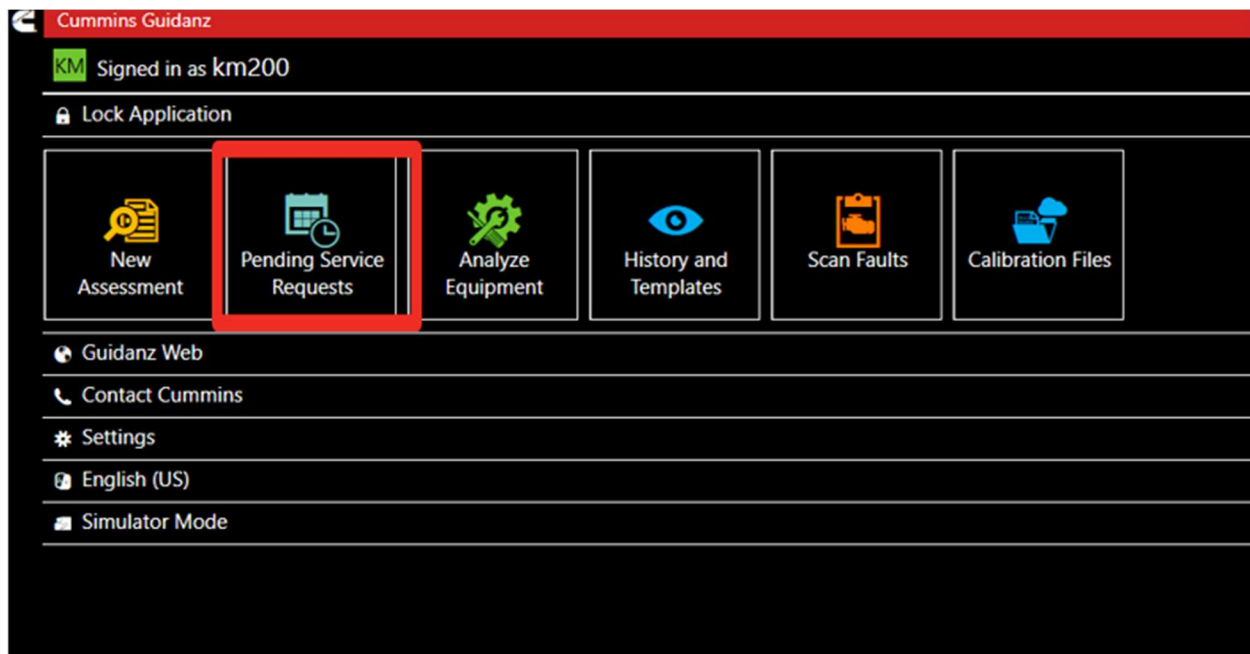 Cummins Guidanz
KM Signed in as km200
Lock Application
New
Assessment
Pending Service
Requests
Analyze
Equipment
History and
Templates
Scan Faults
Calibration Files
Guidanz Web
Contact Cummins
Settings
English (US)
Simulator Mode